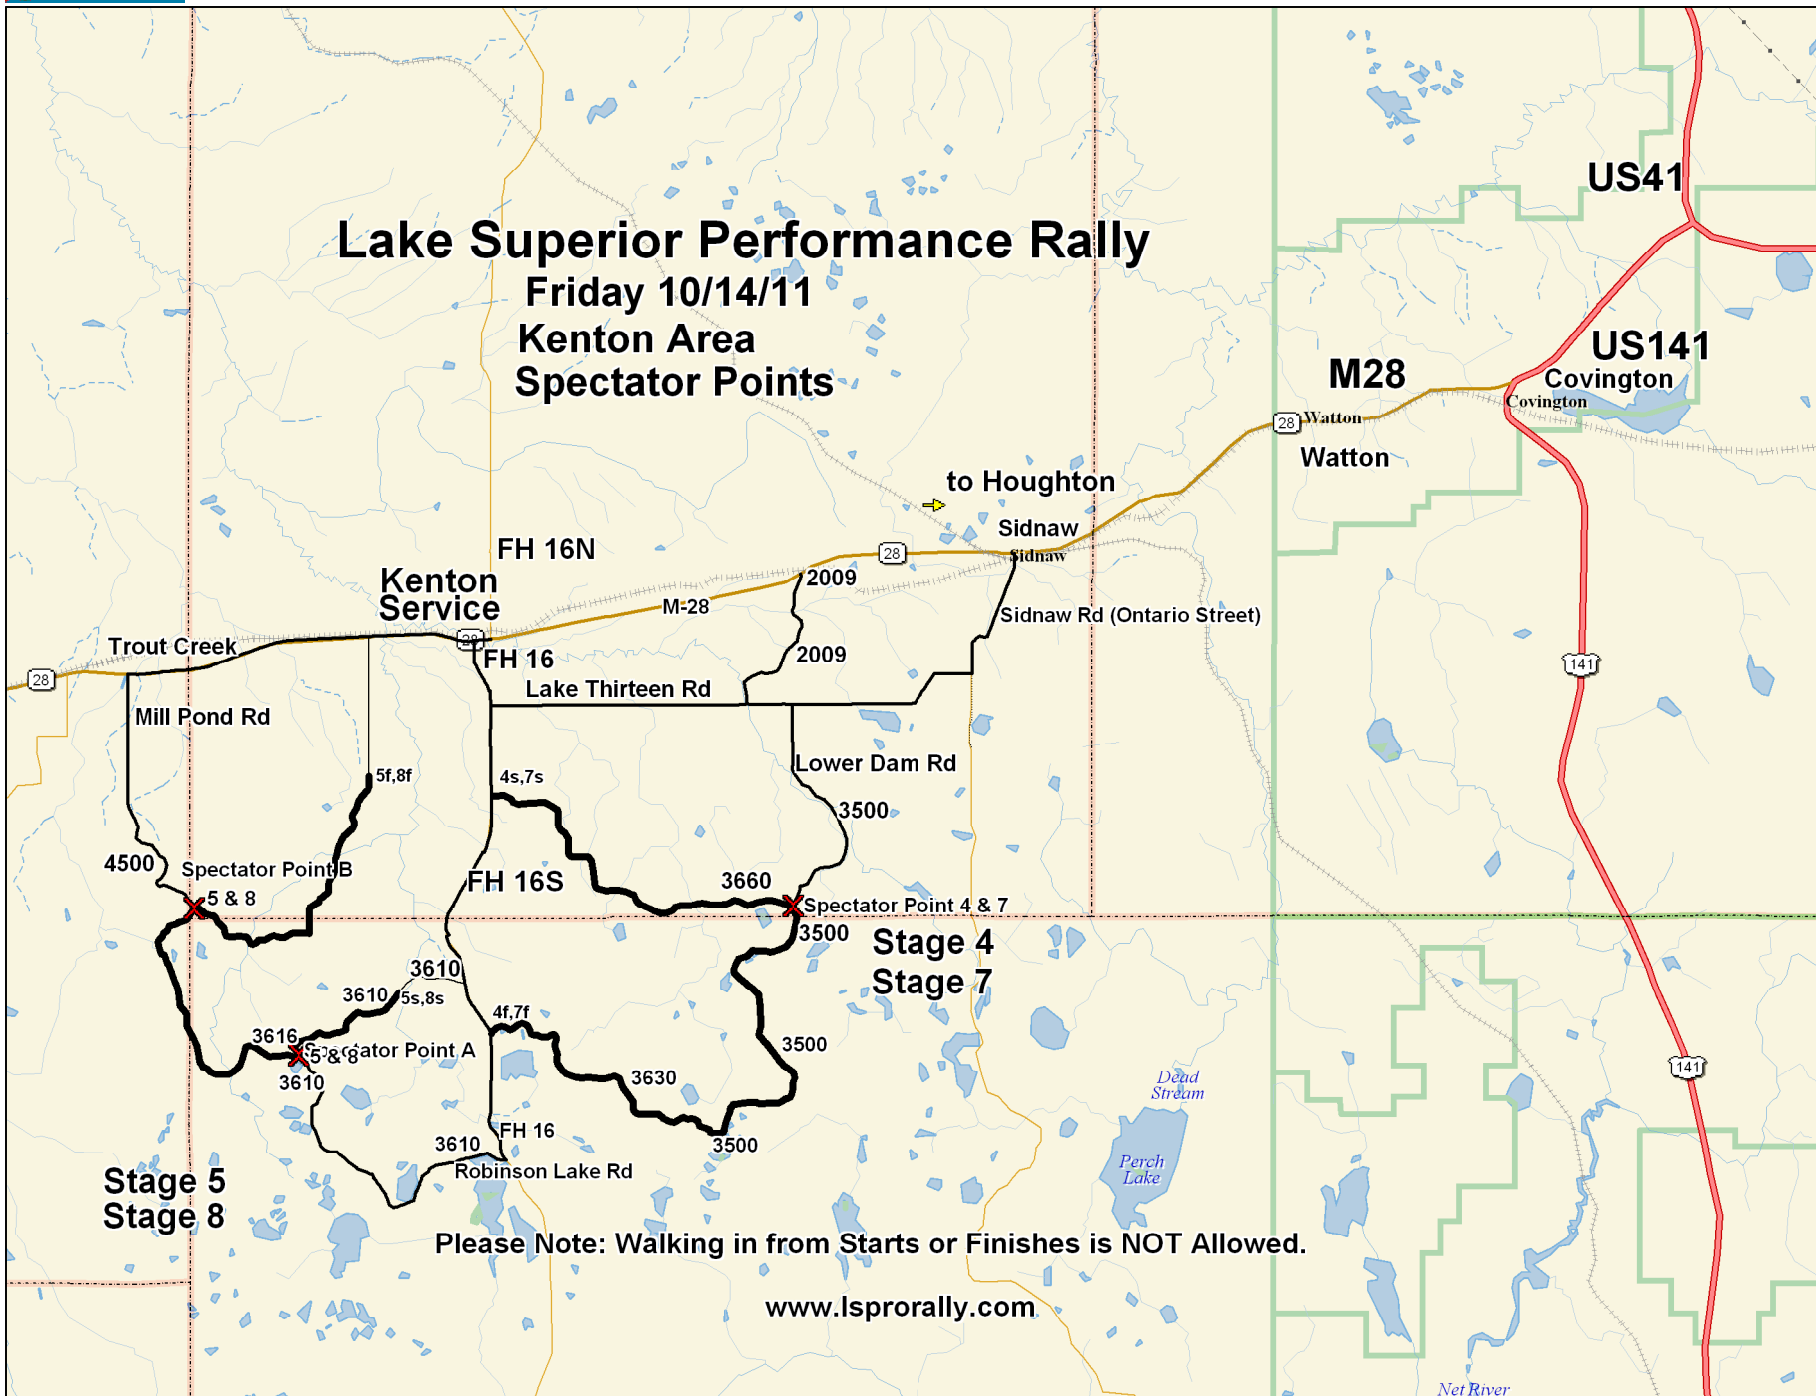 US41
Lake Superior Performance Rally
Friday 10/14/11
Kenton Area
Spectator Points
US141
M28
Covington
Covington
28
Watton
Watton
to Houghton
Sidnaw
Sidnaw
28
FH 16N
Kenton
Service
2009
M-28
Sidnaw Rd (Ontario Street)
28
Trout Creek
FH 16
2009
28
141
Lake Thirteen Rd
Mill Pond Rd
5f,8f
4s,7s
Lower Dam Rd
3500
4500
Spectator Point B
5 & 8
FH 16S
3660
Spectator Point 4 & 7
3500
Stage 4
Stage 7
3610
3610
5s,8s
4f,7f
3616
Spectator Point A
5 & 8
3610
3500
3630
141
Dead
Stream
FH 16
3610
3500
Robinson Lake Rd
Perch
Lake
Stage 5
Stage 8
Please Note: Walking in from Starts or Finishes is NOT Allowed.
www.lsprorally.com
Net River